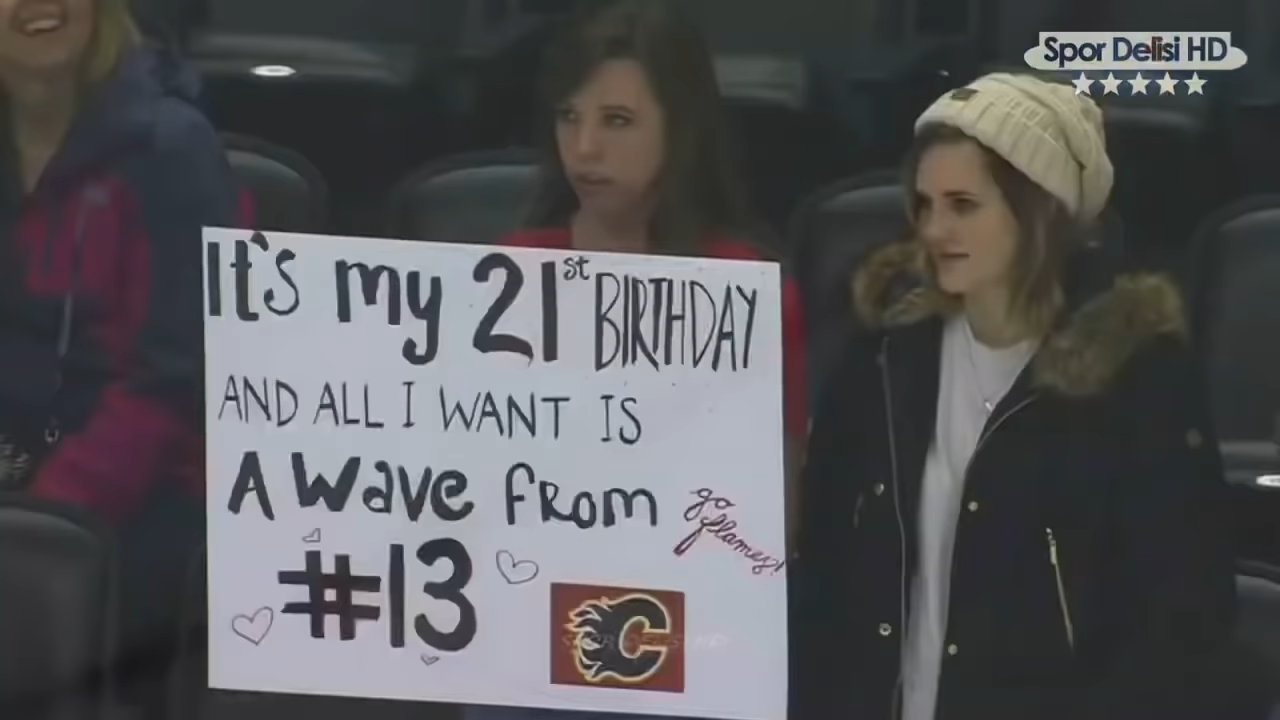 Spor Delisi HD
It's my 21st BIRTHDAY
AND ALL I WANT IS
A Wave from
go flames!
#13
C